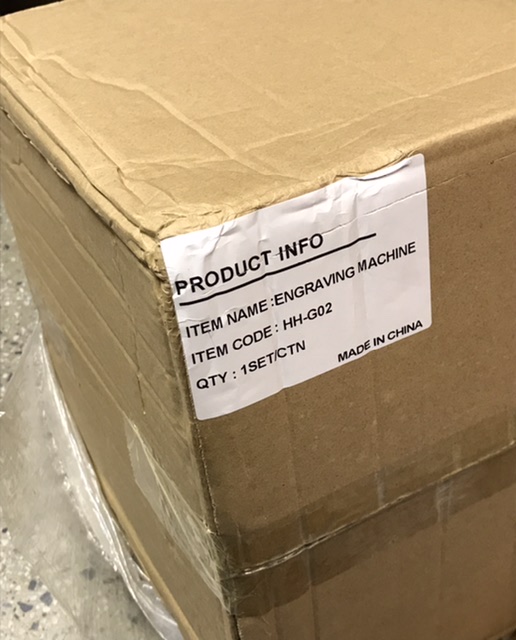 PRODUCT INFO
ITEM NAME :ENGRAVING MACHINE
ITEM CODE : HH-G02
QTY : 1SET/CTN
MADE IN CHINA